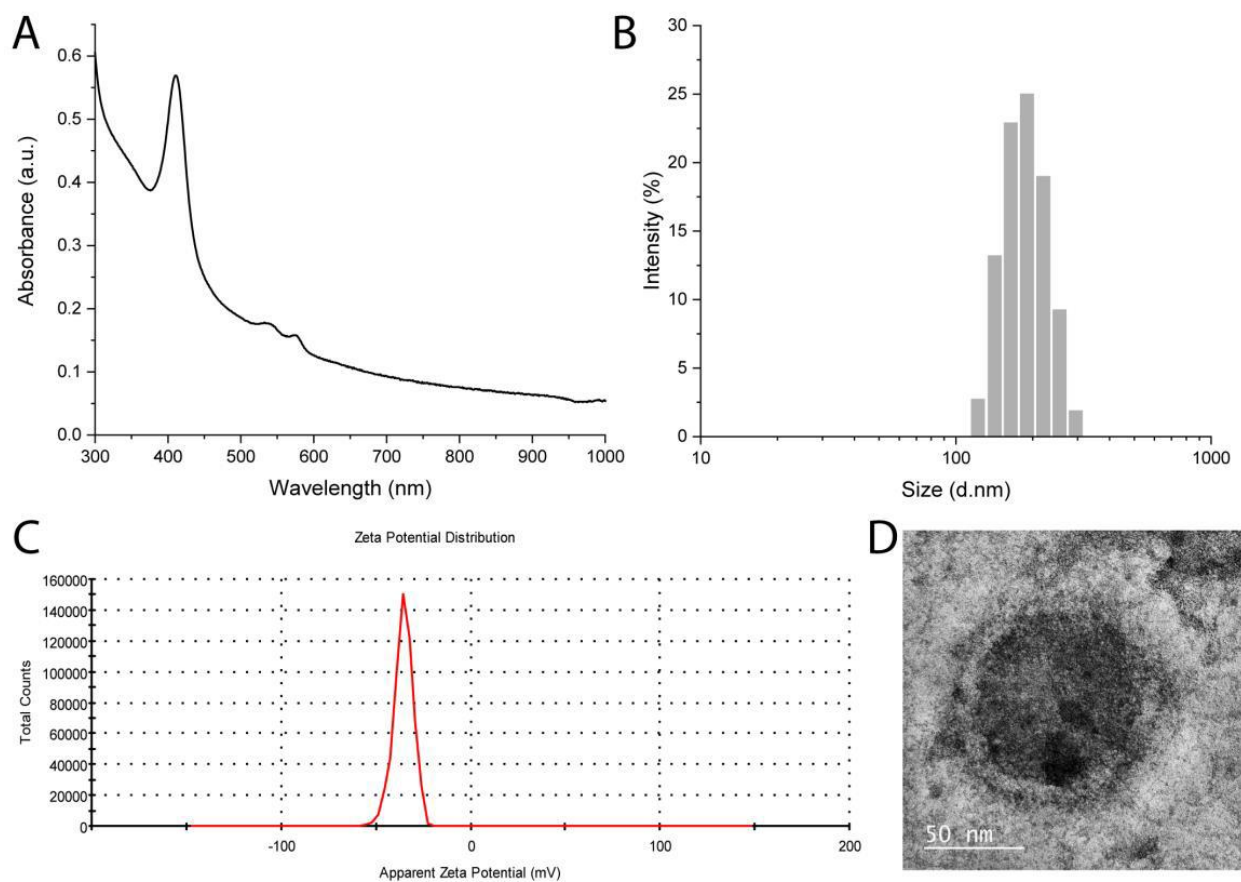 A
0.6
0.5
0.4
0.3
0.2
0.1
0.0
Absorbance (a.u.)
300 400 500 600 700 800 900 1000
Wavelength (nm)
B
30
25
20
15
10
5
0
Intensity (%)
10 100 1000
Size (d.nm)
C
Zeta Potential Distribution
160000
140000
120000
100000
80000
60000
40000
20000
0
Total Counts
-100 0 100 200
Apparent Zeta Potential (mV)
D
50 nm